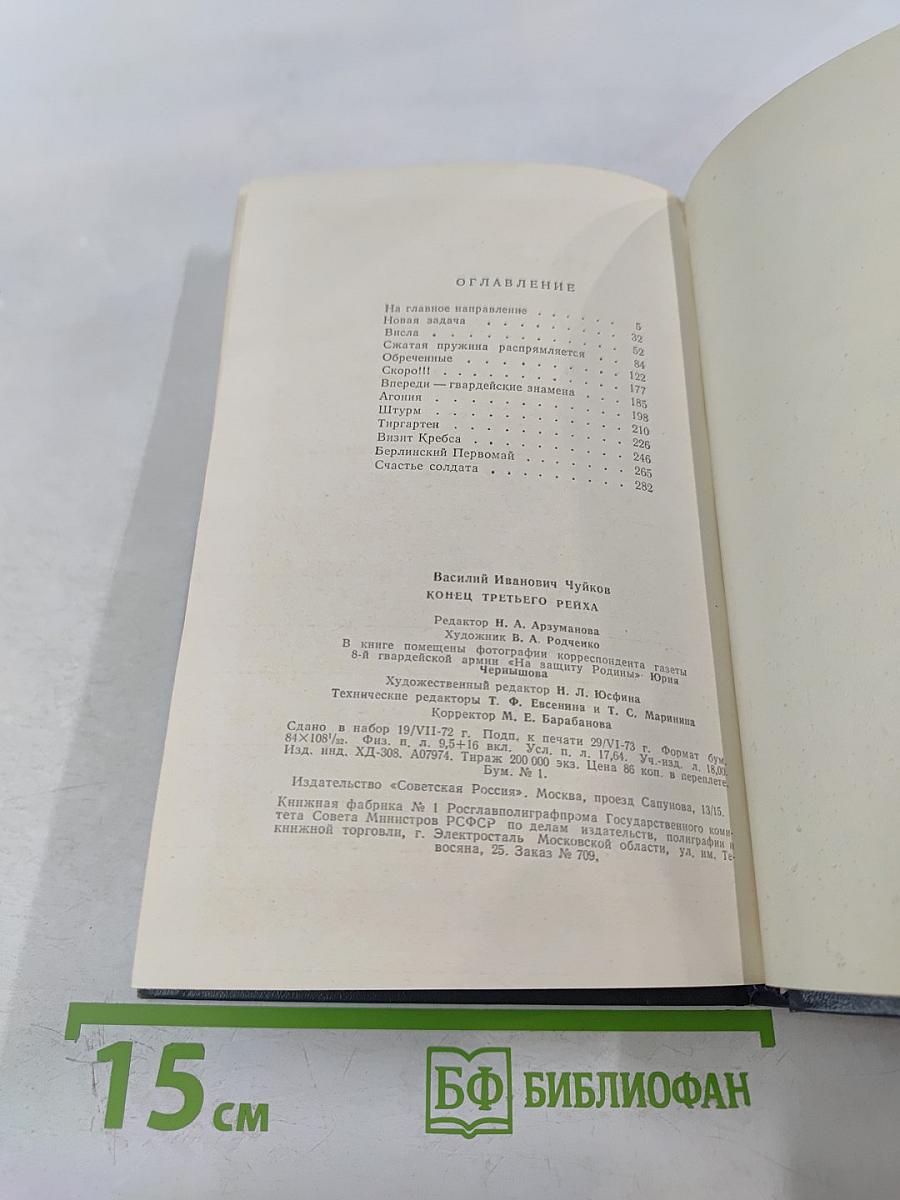 ОГЛАВЛЕНИЕ
На главное направление . . . . . . 5
Новая задача . . . . . . . . 32
Висла . . . . . . . . . . 52
Сжатая пружина распрямляется . . 84
Обреченные . . . . . . . . 122
Скоро!!! . . . . . . . . . 177
Впереди — гвардейские знамена . . . 185
Агония . . . . . . . . . . 198
Штурм . . . . . . . . . . 210
Тиргартен . . . . . . . . . 226
Визит Кребса . . . . . . . . 246
Берлинский Первомай . . . . . . 265
Счастье солдата . . . . . . . . 282
Василий Иванович Чуйков
КОНЕЦ ТРЕТЬЕГО РЕЙХА
Редактор Н. А. Арзуманова
Художник В. А. Родченко
В книге помещены фотографии корреспондента газеты
8-й гвардейской армии «На защиту Родины» Юрия
Чернышова
Художественный редактор Н. Л. Юсфина
Технические редакторы Т. Ф. Евсенина и Т. С. Маринина
Корректор М. Е. Барабанова
Сдано в набор 19/VII-72 г. Подп. к печати 29/VI-73 г. Формат бум.
84×108¹/₃₂. Физ. п. л. 9,5+16 вкл. Усл. п. л. 17,64. Уч.-изд. л. 18,00.
Изд. инд. ХД-308. А07974. Тираж 200 000 экз. Цена 86 коп. в переплете.
Бум. № 1.
Издательство «Советская Россия». Москва, проезд Сапунова, 13/15.
Книжная фабрика № 1 Росглавполиграфпрома Государственного коми-
тета Совета Министров РСФСР по делам издательств, полиграфии и
книжной торговли, г. Электросталь Московской области, ул. им. Те-
восяна, 25. Заказ № 709.
15 см
БФ БИБЛИОФАН